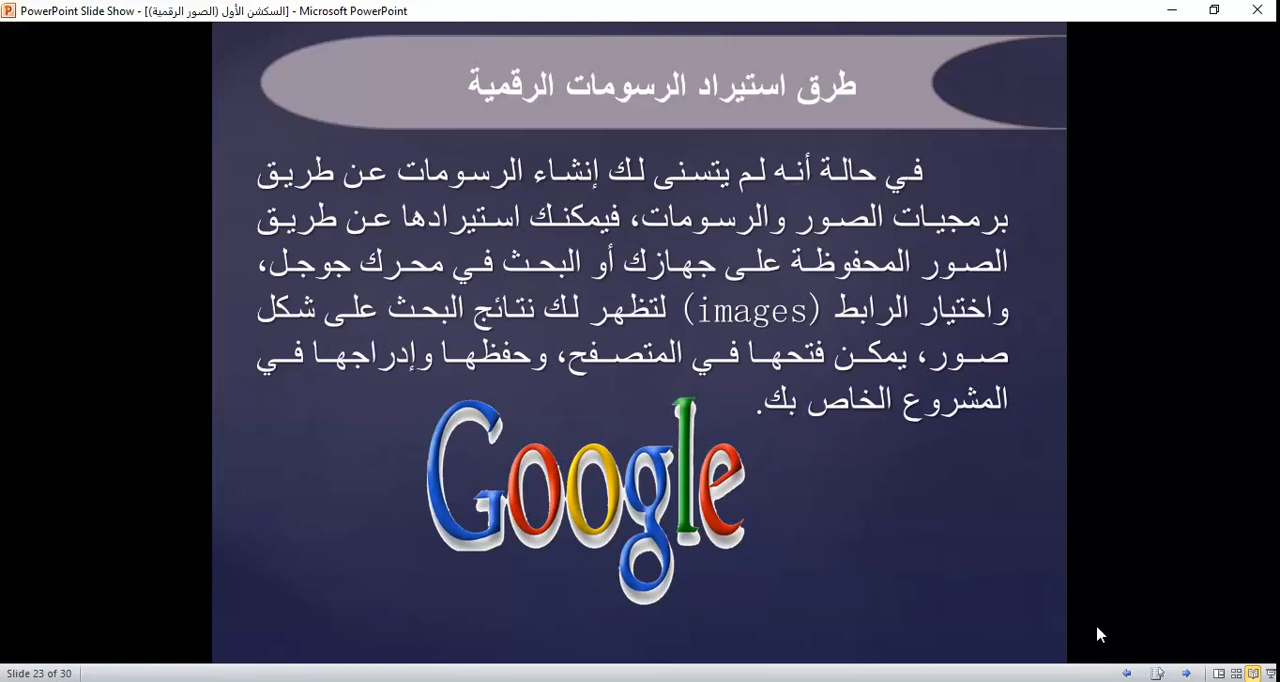 PowerPoint Slide Show - [السكشن الأول (الصور الرقمية)] - Microsoft PowerPoint
طرق استيراد الرسومات الرقمية
في حالة أنه لم يتسنى لك إنشاء الرسومات عن طريق
برمجيات الصور والرسومات، فيمكنك استيرادها عن طريق
الصور المحفوظة على جهازك أو البحث في محرك جوجل،
واختيار الرابط (images) لتظهر لك نتائج البحث على شكل
صور، يمكن فتحها في المتصفح، وحفظها وإدراجها في
المشروع الخاص بك.
Google
Slide 23 of 30